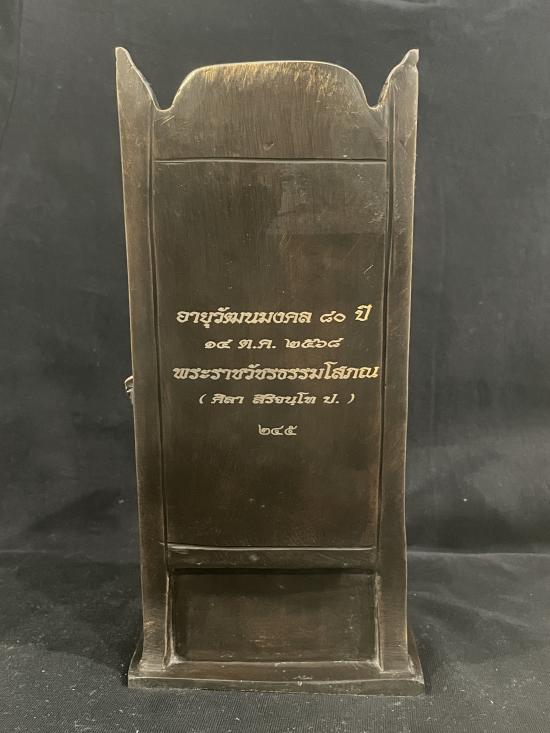 อายุวัฒนมงคล ๘๐ ปี
๑๔ ต.ค. ๒๕๖๘
พระราชวัชรธรรมโสภณ
( ศิลา สิริจนฺโท ป. )
๒๔๕